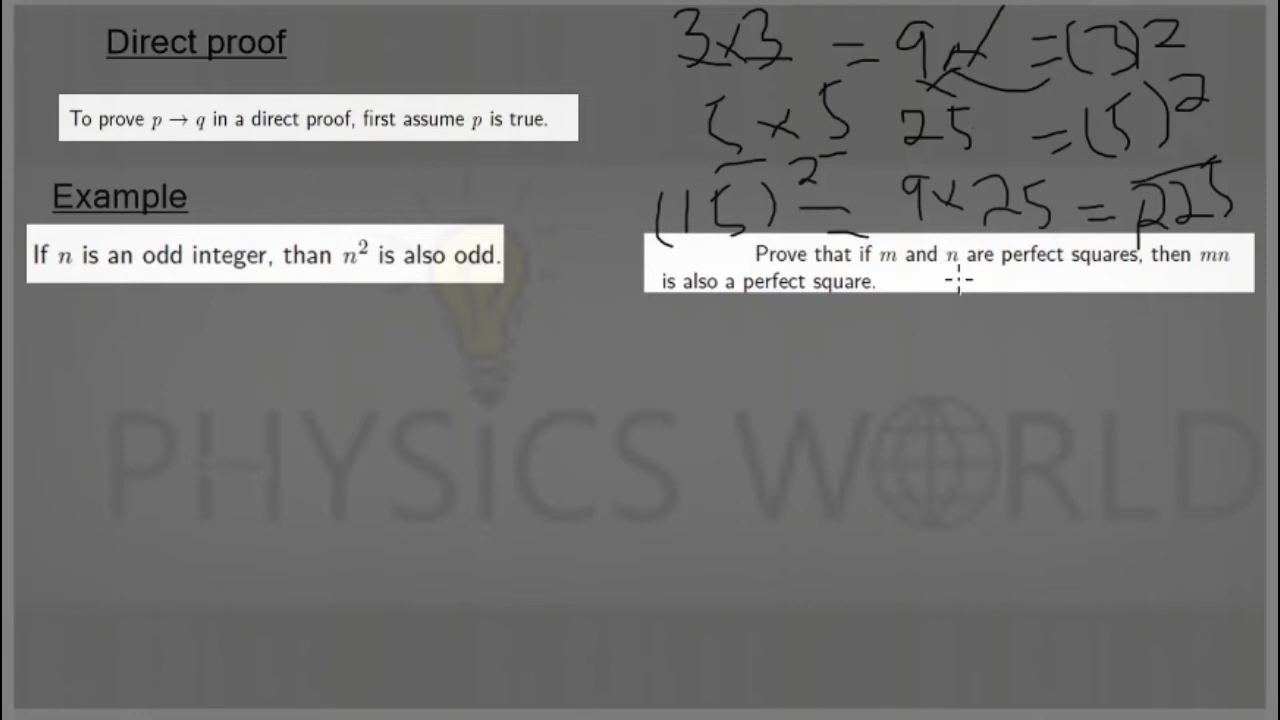 Direct proof
To prove p → q in a direct proof, first assume p is true.
Example
If n is an odd integer, than n² is also odd.
3×3 = 9 = (3)²
5 × 5 25 = (5)²
(15)² = 9×25 = 225
Prove that if m and n are perfect squares, then mn
is also a perfect square.
PHYSiCS WORLD